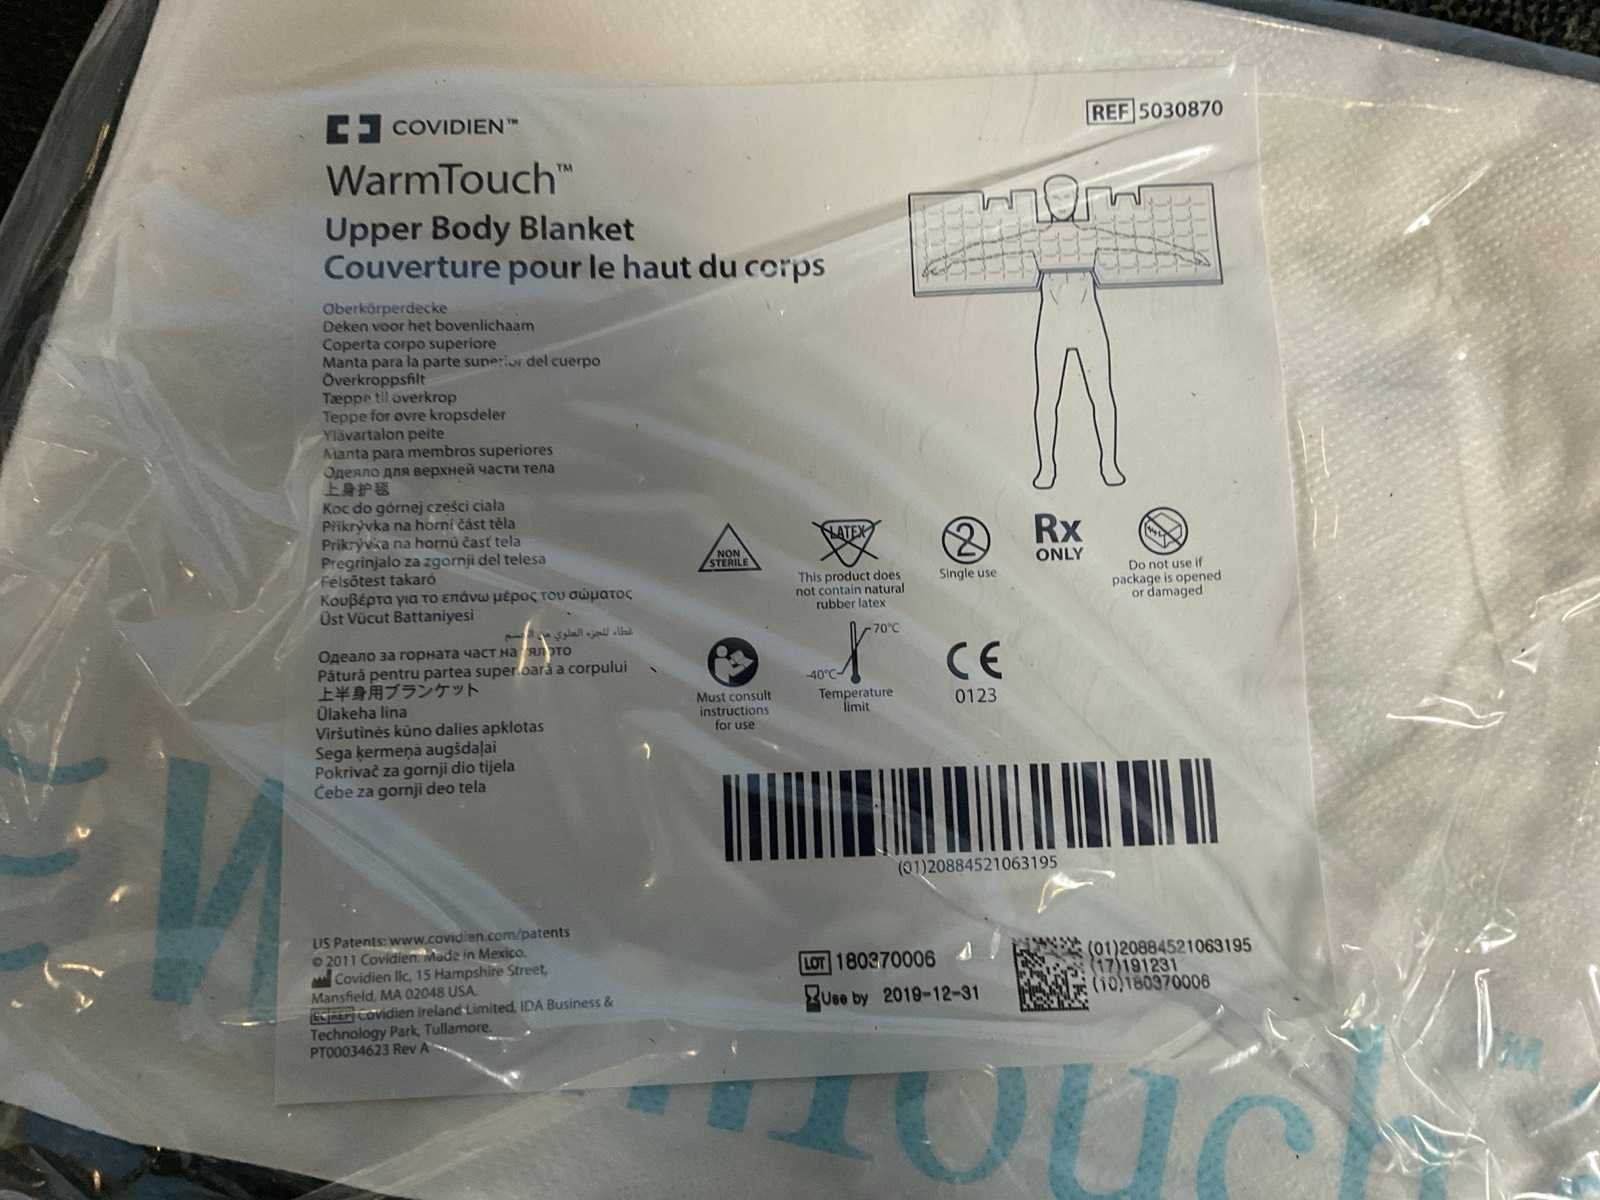 COVIDIEN™
REF 5030870
WarmTouch™
Upper Body Blanket
Couverture pour le haut du corps
Oberkörperdecke
Deken voor het bovenlichaam
Coperta corpo superiore
Manta para la parte superior del cuerpo
Överkroppsfilt
Tæppe til overkrop
Teppe for øvre kropsdeler
Ylävartalon peite
Manta para membros superiores
Одеяло для верхней части тела
上身护毯
Koc do górnej części ciała
Přikrývka na horní část těla
Prikrývka na hornú časť tela
Pregrinjalo za zgornji del telesa
Felsőtest takaró
Κουβέρτα για το επάνω μέρος του σώματος
Üst Vücut Battaniyesi
غطاء للجزء العلوي من الجسم
Одеало за горната част на тялото
Pătură pentru partea superioară a corpului
上半身用ブランケット
Ülakeha lina
Viršutinės kūno dalies apklotas
Sega ķermeņa augšdaļai
Pokrivač za gornji dio tijela
Ćebe za gornji deo tela
NON
STERILE
LATEX
This product does
not contain natural
rubber latex
2
Single use
Rx
ONLY
Do not use if
package is opened
or damaged
Must consult
instructions
for use
70°C
-40°C
Temperature
limit
CE
0123
(01)20884521063195
US Patents: www.covidien.com/patents
© 2011 Covidien. Made in Mexico.
Covidien llc, 15 Hampshire Street,
Mansfield, MA 02048 USA.
EC REP Covidien Ireland Limited, IDA Business &
Technology Park, Tullamore.
PT00034623 Rev A
LOT 180370006
Use by 2019-12-31
(01)20884521063195
(17)191231
(10)180370006
W
Touch™